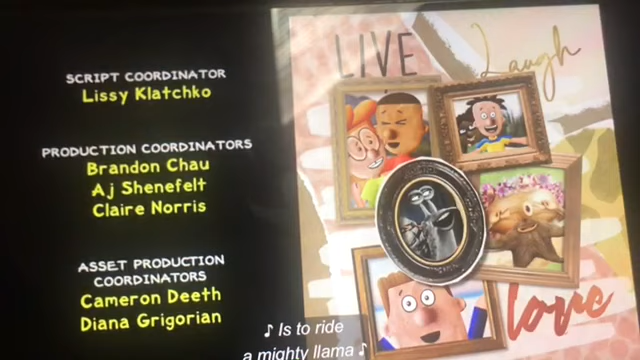 SCRIPT COORDINATOR
Lissy Klatchko
PRODUCTION COORDINATORS
Brandon Chau
Aj Shenefelt
Claire Norris
ASSET PRODUCTION
COORDINATORS
Cameron Deeth
Diana Grigorian
LIVE
Laugh
love
♪ Is to ride
a mighty llama ♪